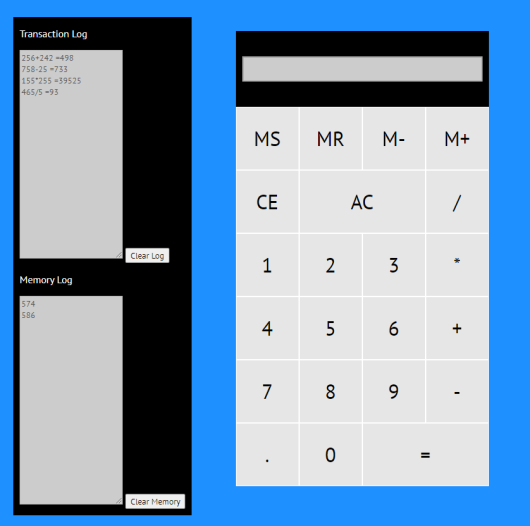 Transaction Log
256+242 =498
758-25 =733
155*255 =39525
465/5 =93
Clear Log
Memory Log
574
586
Clear Memory
MS MR M- M+
CE AC /
1 2 3 *
4 5 6 +
7 8 9 -
. 0 =